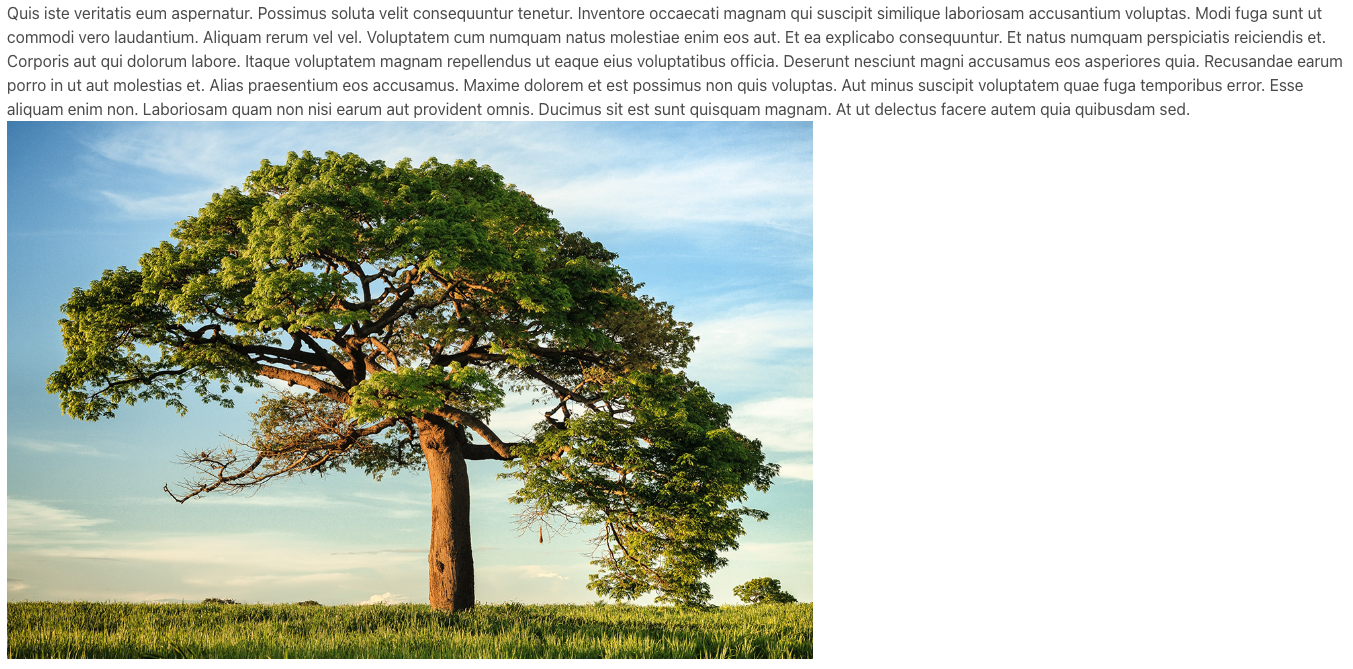 Quis iste veritatis eum aspernatur. Possimus soluta velit consequuntur tenetur. Inventore occaecati magnam qui suscipit similique laboriosam accusantium voluptas. Modi fuga sunt ut
commodi vero laudantium. Aliquam rerum vel vel. Voluptatem cum numquam natus molestiae enim eos aut. Et ea explicabo consequuntur. Et natus numquam perspiciatis reiciendis et.
Corporis aut qui dolorum labore. Itaque voluptatem magnam repellendus ut eaque eius voluptatibus officia. Deserunt nesciunt magni accusamus eos asperiores quia. Recusandae earum
porro in ut aut molestias et. Alias praesentium eos accusamus. Maxime dolorem et est possimus non quis voluptas. Aut minus suscipit voluptatem quae fuga temporibus error. Esse
aliquam enim non. Laboriosam quam non nisi earum aut provident omnis. Ducimus sit est sunt quisquam magnam. At ut delectus facere autem quia quibusdam sed.